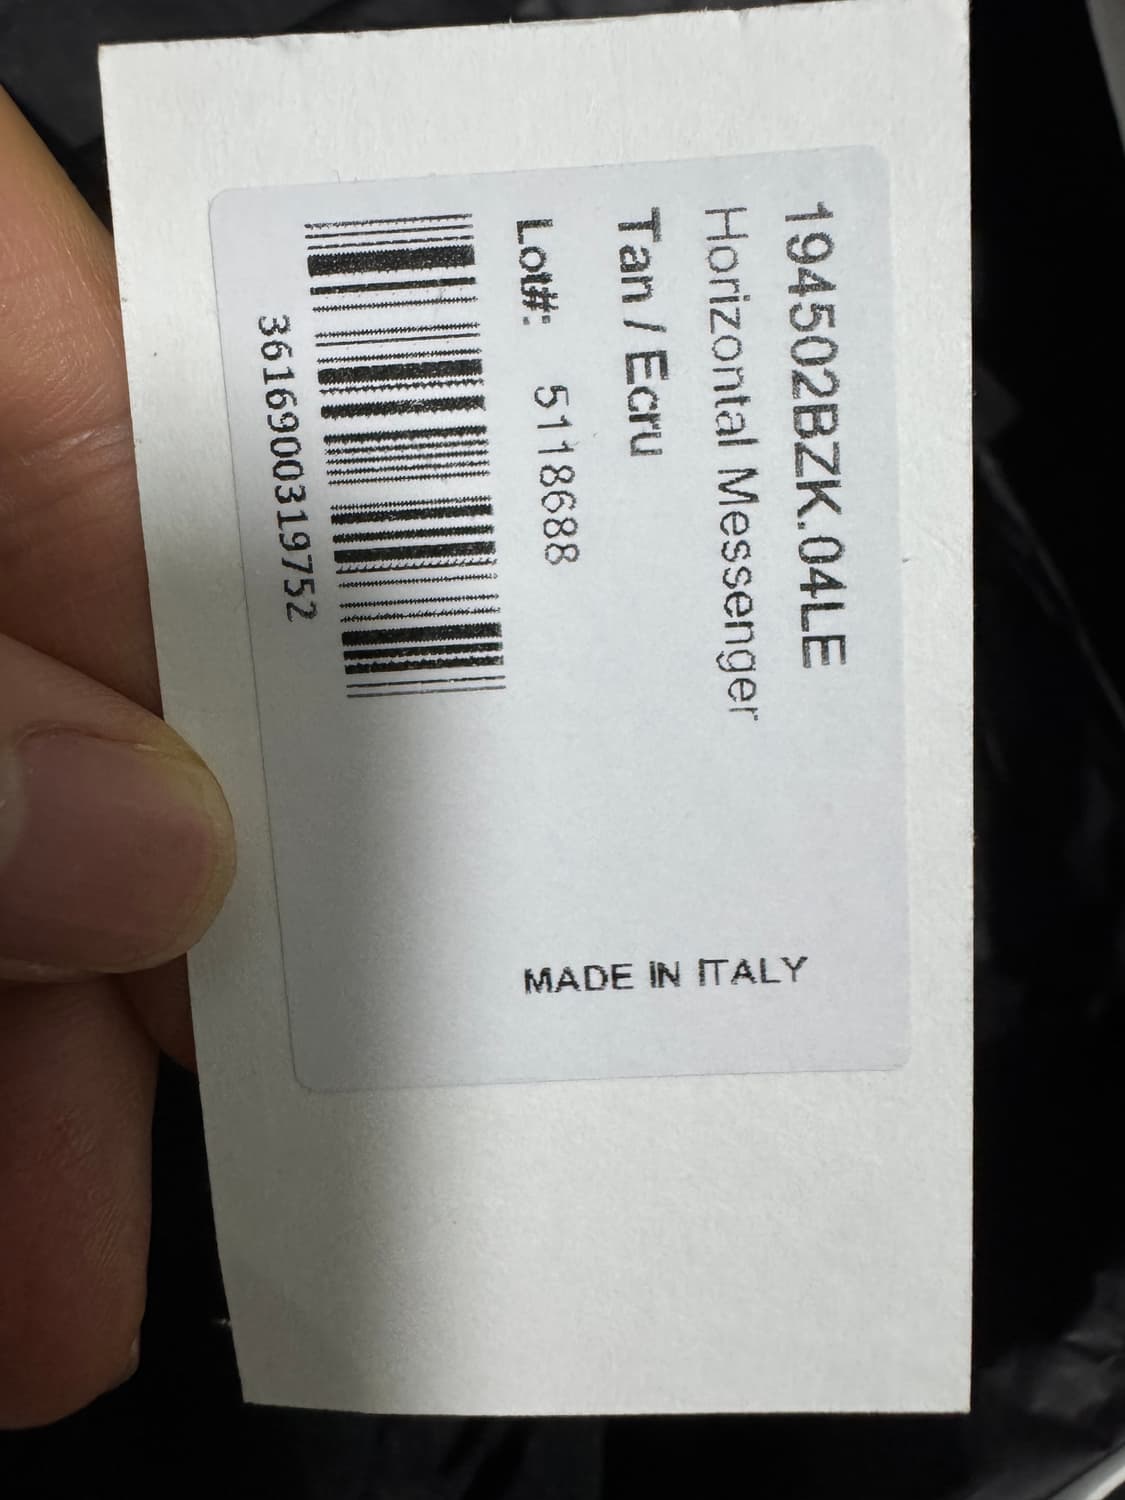 194502BZK.04LE
Horizontal Messenger
Tan / Ecru
Lot#: 5118688
3616900319752
MADE IN ITALY